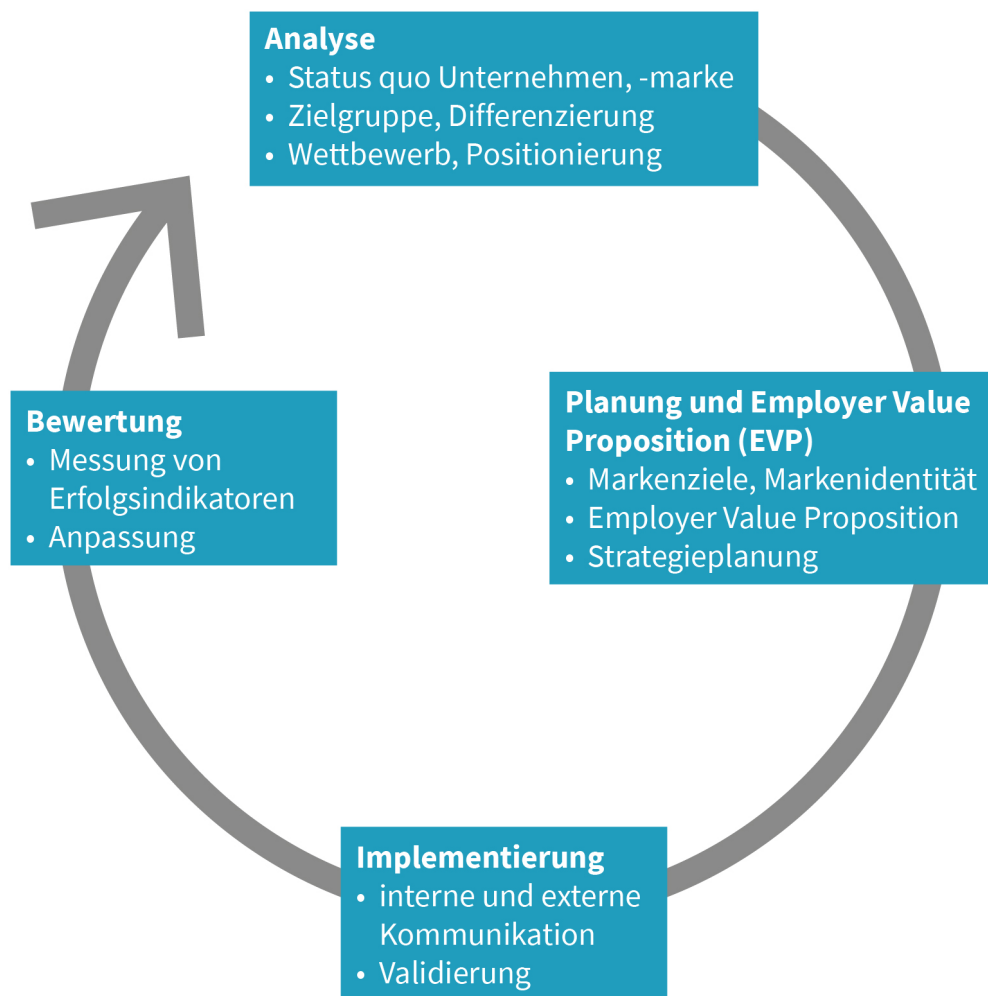 Analyse
• Status quo Unternehmen, -marke
• Zielgruppe, Differenzierung
• Wettbewerb, Positionierung
Planung und Employer Value
Proposition (EVP)
• Markenziele, Markenidentität
• Employer Value Proposition
• Strategieplanung
Implementierung
• interne und externe
Kommunikation
• Validierung
Bewertung
• Messung von
Erfolgsindikatoren
• Anpassung